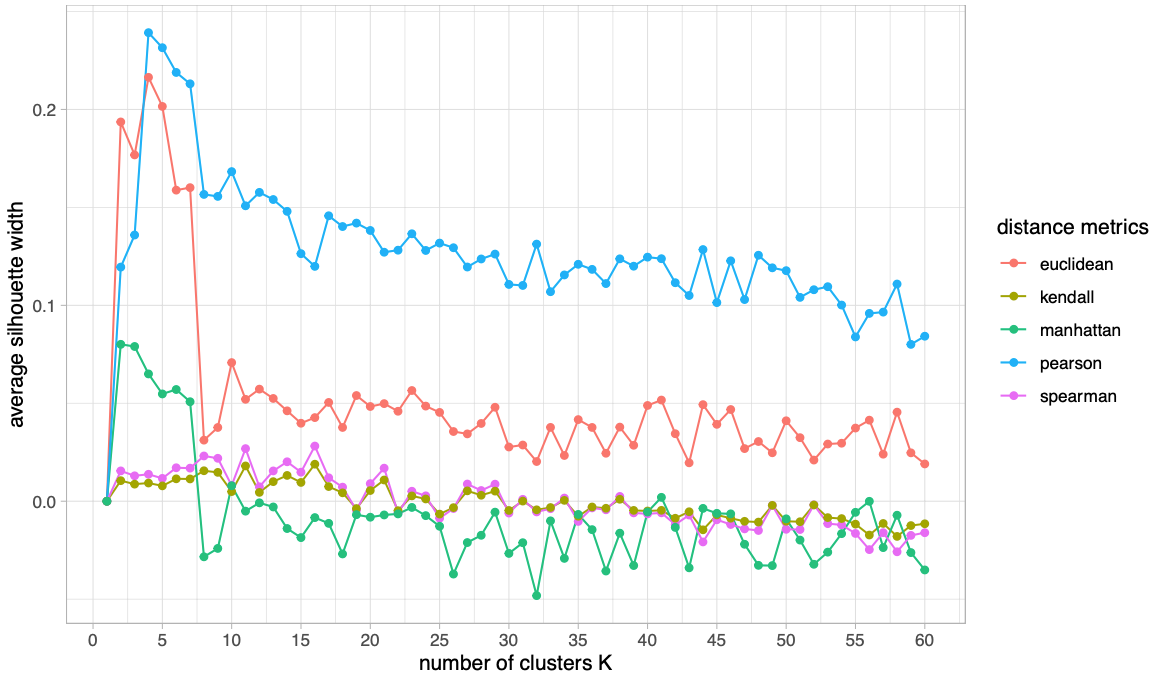 average silhouette width
0.2
0.1
0.0
0 5 10 15 20 25 30 35 40 45 50 55 60
number of clusters K
distance metrics
euclidean
kendall
manhattan
pearson
spearman